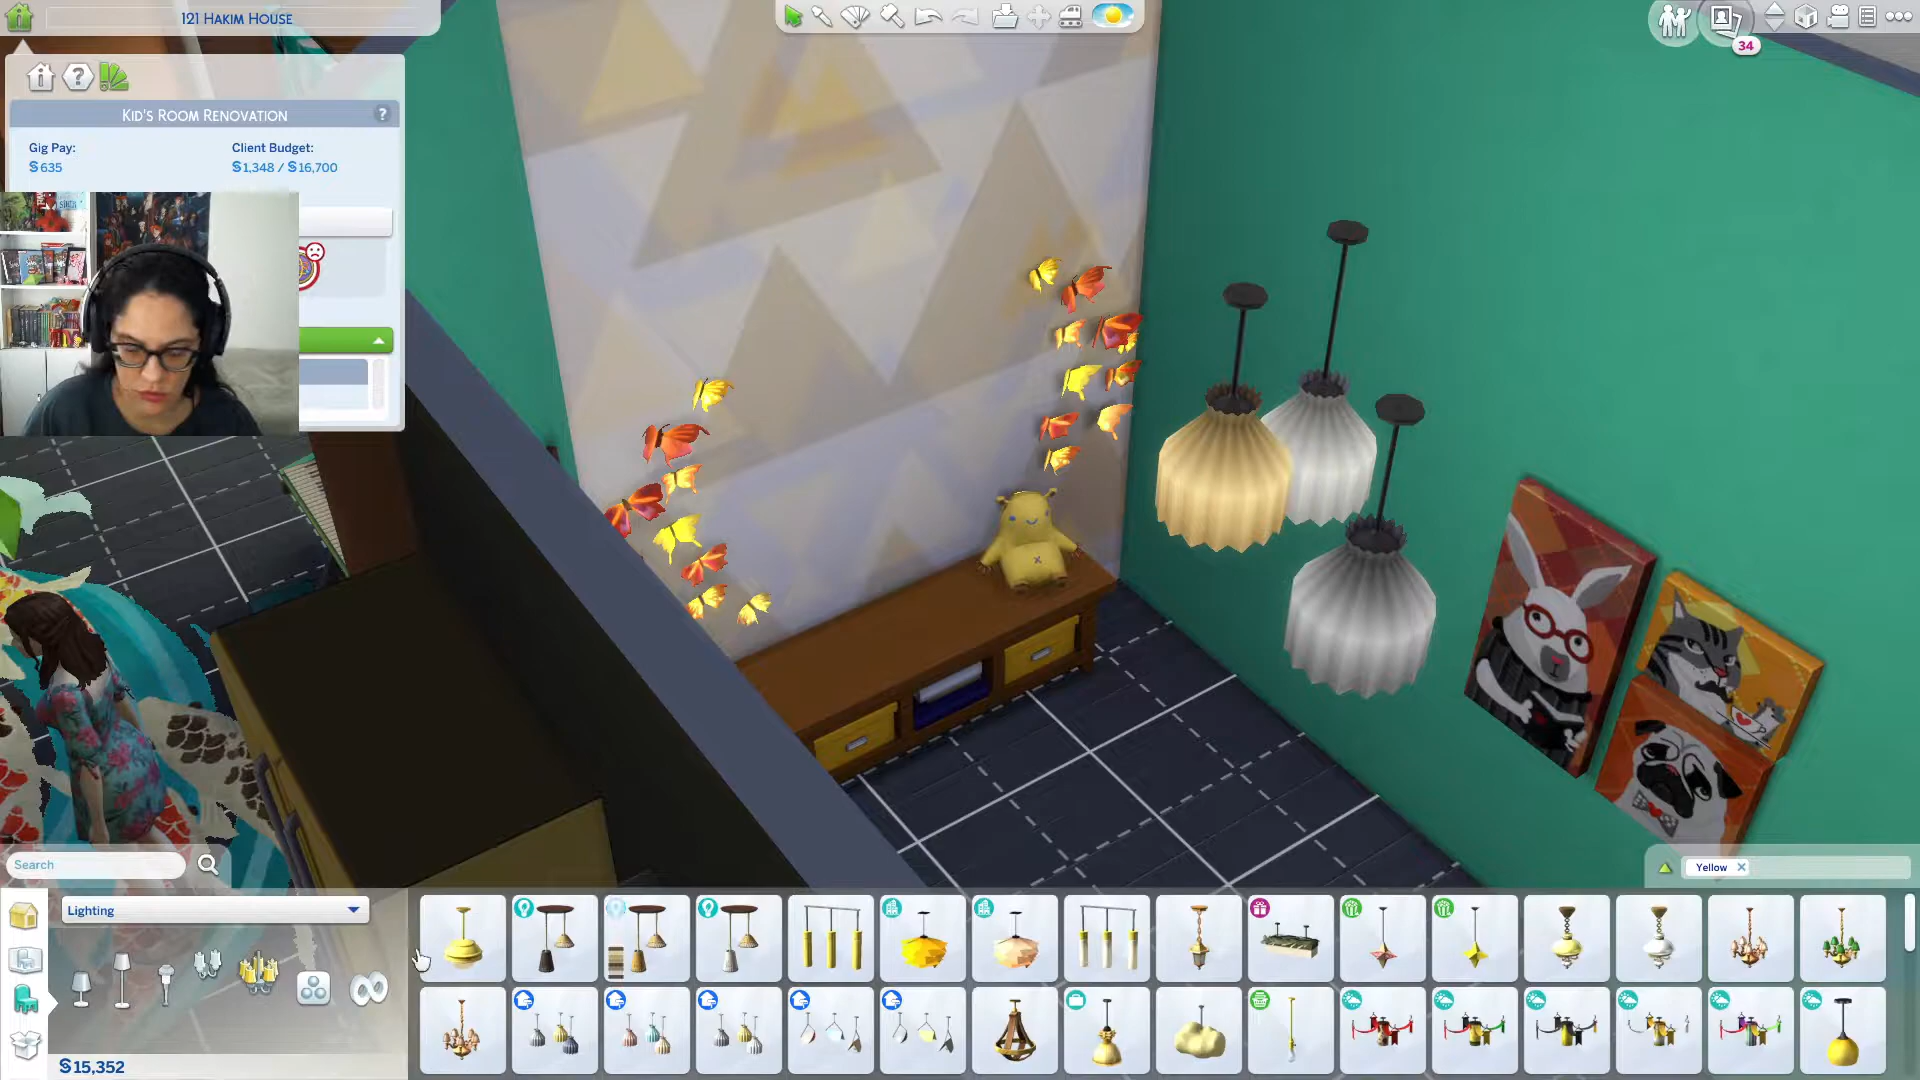 121 HAKIM HOUSE
34
KID'S ROOM RENOVATION
?
?
Gig Pay:
Client Budget:
$635
$1,348 / $16,700
Search
Yellow
Lighting
$15,352